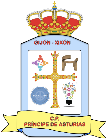 GIJÓN - XIXÓN
C.P.
PRÍNCIPE DE ASTURIAS